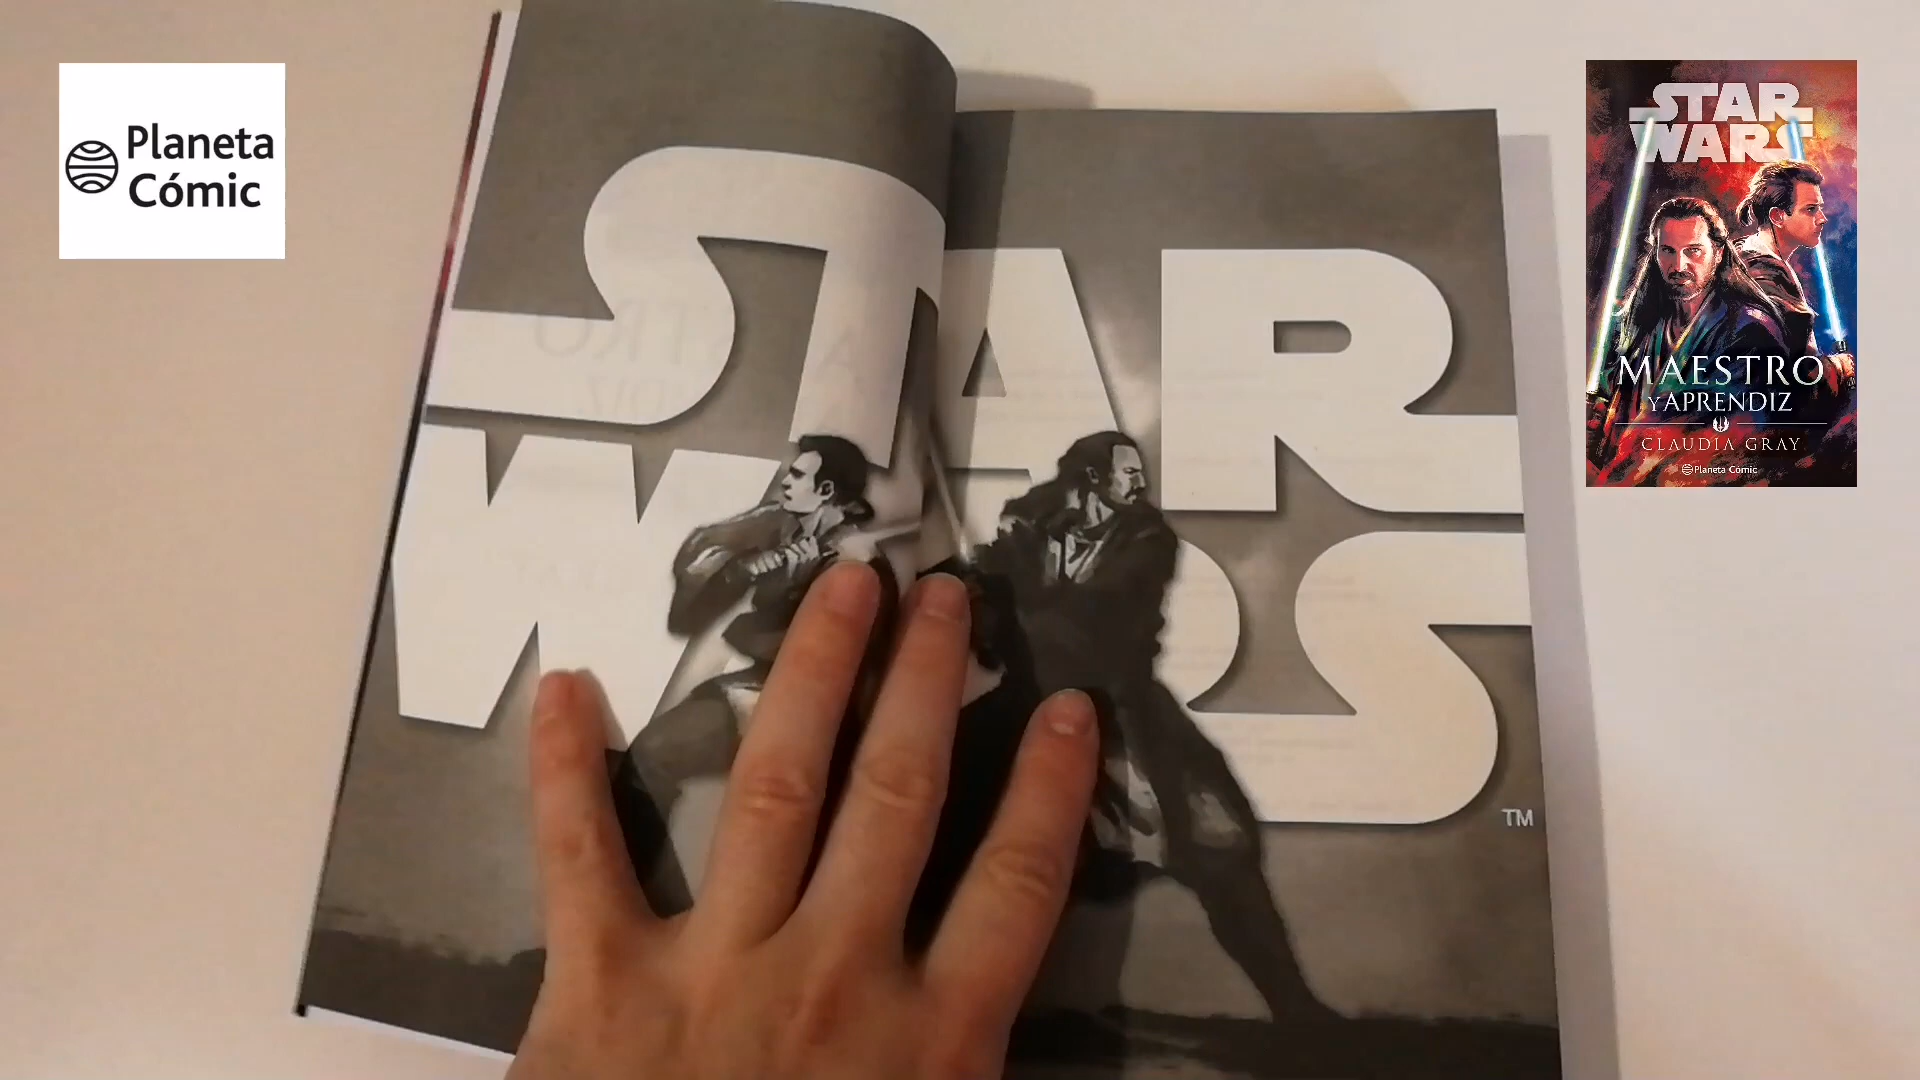 Planeta
Cómic
STAR
WARS
TM
STAR
WARS
MAESTRO
Y APRENDIZ
CLAUDIA GRAY
Planeta Cómic